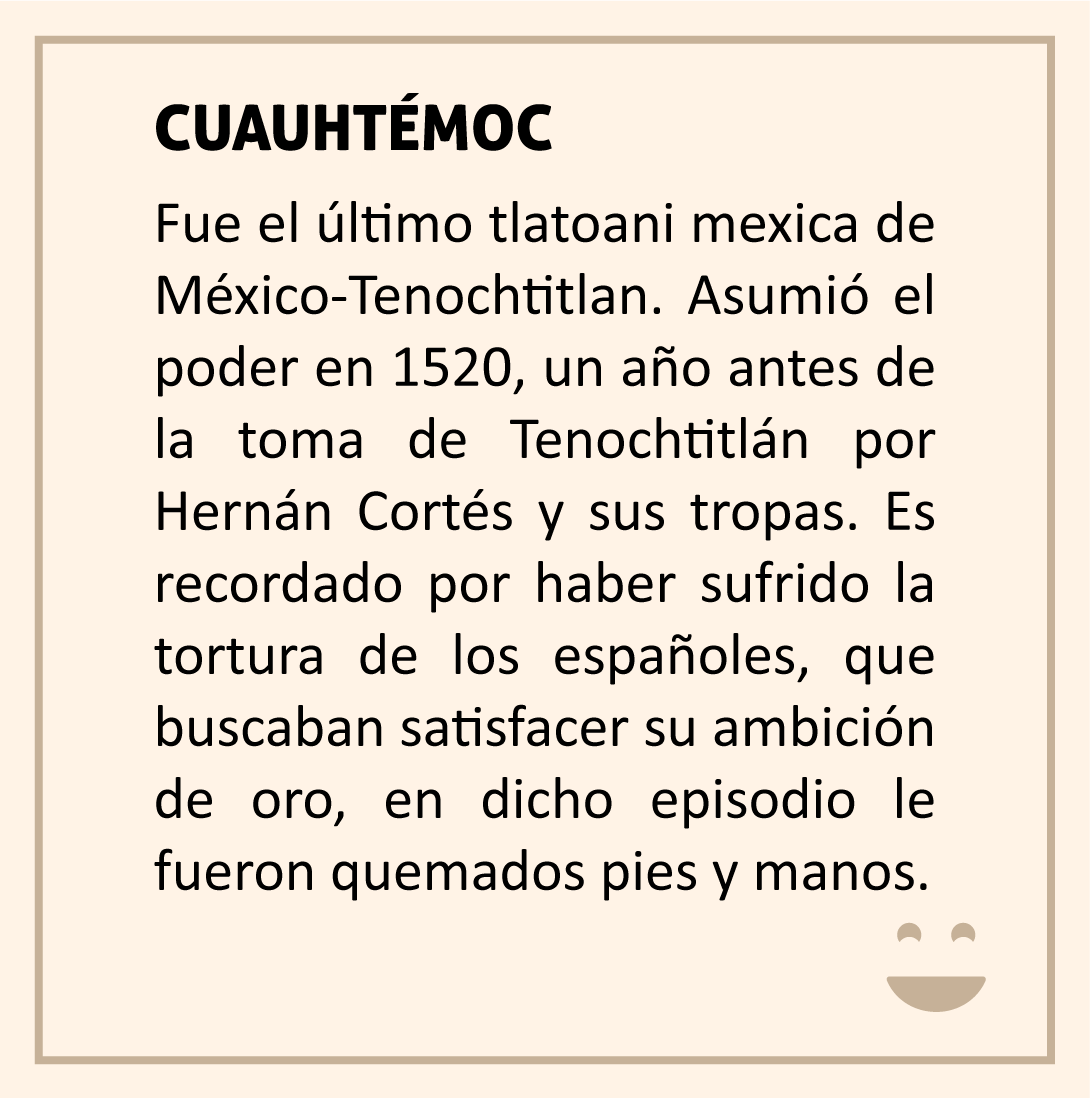 CUAUHTÉMOC
Fue el último tlatoani mexica de
México-Tenochtitlan. Asumió el
poder en 1520, un año antes de
la toma de Tenochtitlán por
Hernán Cortés y sus tropas. Es
recordado por haber sufrido la
tortura de los españoles, que
buscaban satisfacer su ambición
de oro, en dicho episodio le
fueron quemados pies y manos.